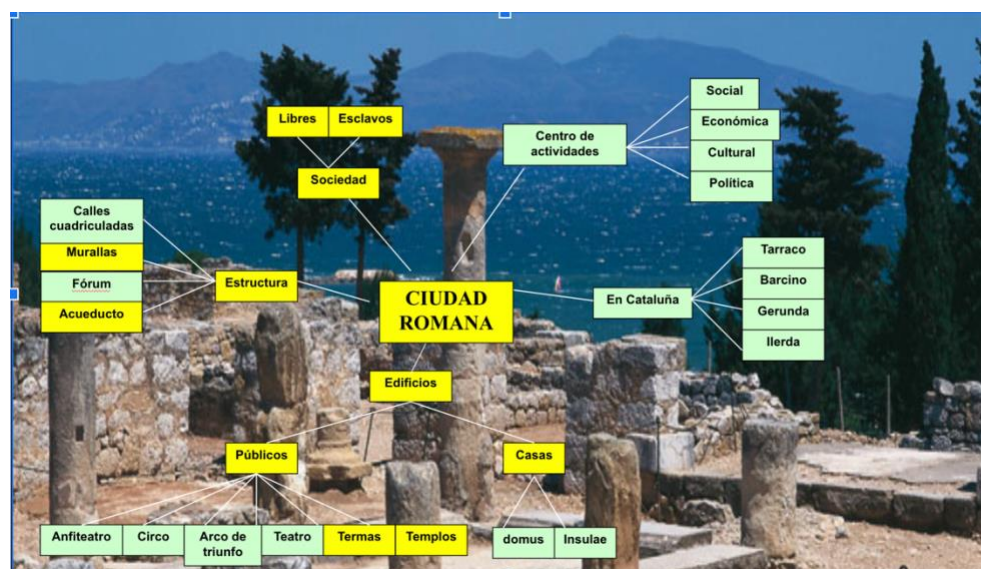 Libres
Esclavos
Sociedad
Centro de
actividades
Social
Económica
Cultural
Política
Calles
cuadriculadas
Murallas
Fórum
Acueducto
Estructura
CIUDAD
ROMANA
En Cataluña
Tarraco
Barcino
Gerunda
Ilerda
Edificios
Públicos
Casas
Anfiteatro
Circo
Arco de
triunfo
Teatro
Termas
Templos
domus
Insulae